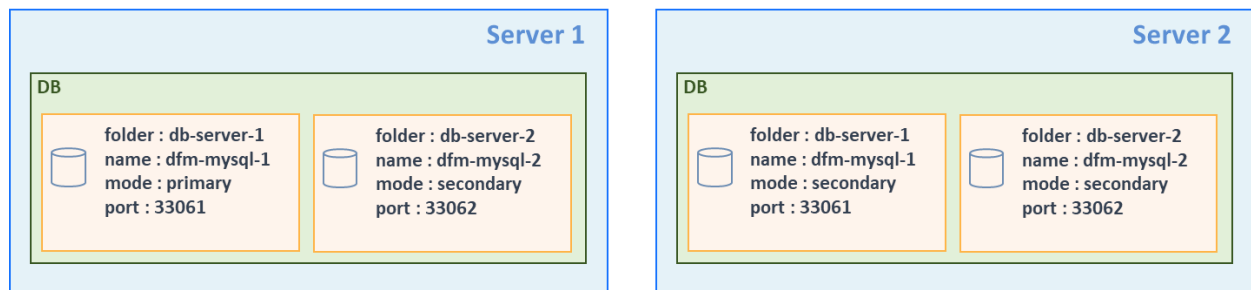 Server 1
DB
folder : db-server-1
name : dfm-mysql-1
mode : primary
port : 33061
folder : db-server-2
name : dfm-mysql-2
mode : secondary
port : 33062
Server 2
DB
folder : db-server-1
name : dfm-mysql-1
mode : secondary
port : 33061
folder : db-server-2
name : dfm-mysql-2
mode : secondary
port : 33062